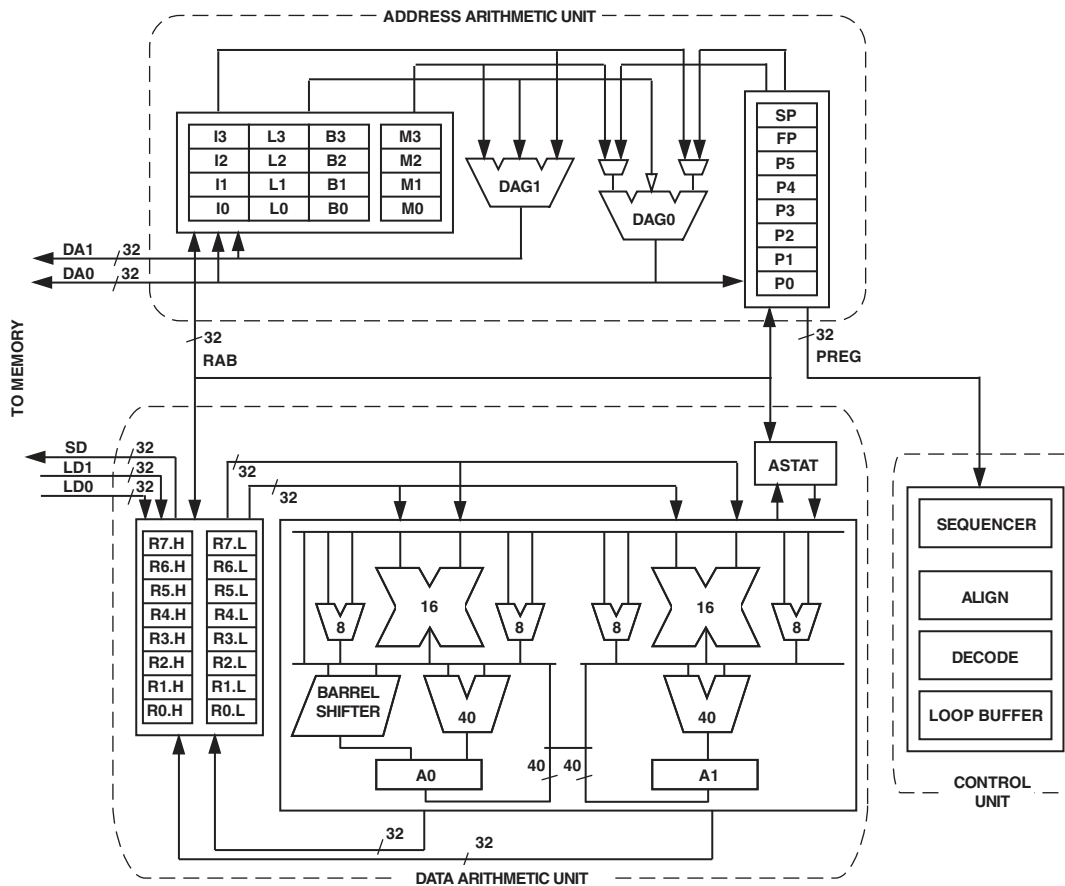 ADDRESS ARITHMETIC UNIT
SP
I3 L3 B3 M3 FP
I2 L2 B2 M2 P5
I1 L1 B1 M1 DAG1 P4
I0 L0 B0 M0 DAG0 P3
P2
DA1 32 P1
DA0 32 P0
32
RAB
32
PREG
TO MEMORY
SD 32
LD1 32
LD0 32
32
32
ASTAT
R7.H R7.L
R6.H R6.L
R5.H R5.L
R4.H R4.L
R3.H R3.L
R2.H R2.L
R1.H R1.L
R0.H R0.L
16 16
8 8 8 8
BARREL
SHIFTER
40 40
A0 40 40 A1
32
32
DATA ARITHMETIC UNIT
SEQUENCER
ALIGN
DECODE
LOOP BUFFER
CONTROL
UNIT